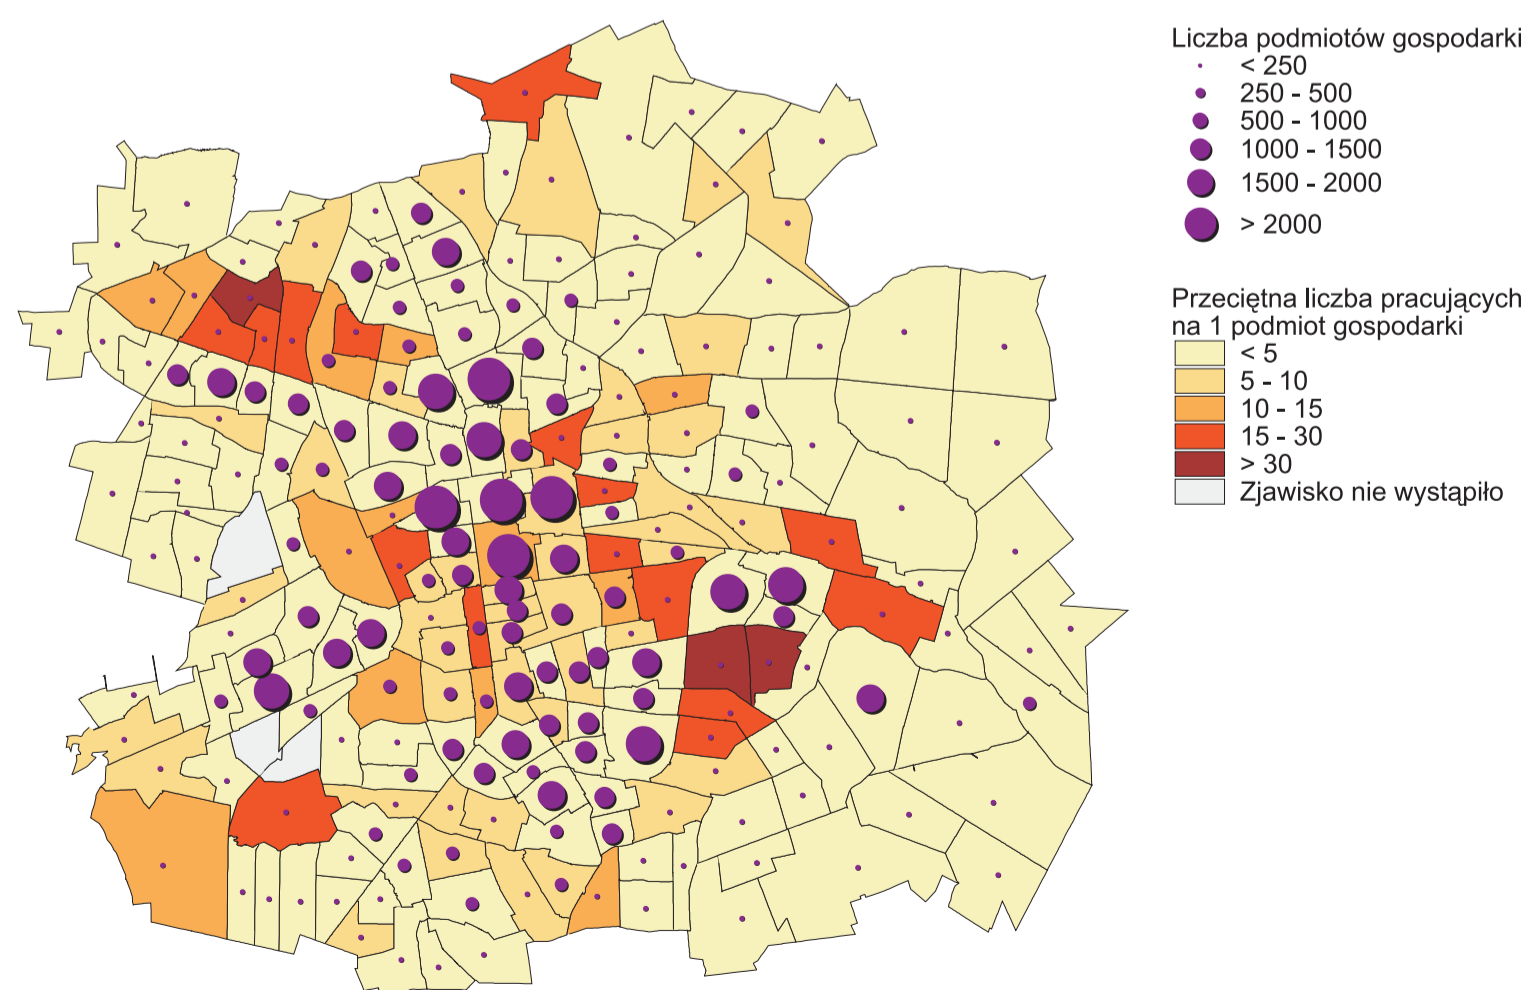 Liczba podmiotów gospodarki
< 250
250 - 500
500 - 1000
1000 - 1500
1500 - 2000
> 2000
Przeciętna liczba pracujących
na 1 podmiot gospodarki
< 5
5 - 10
10 - 15
15 - 30
> 30
Zjawisko nie wystąpiło